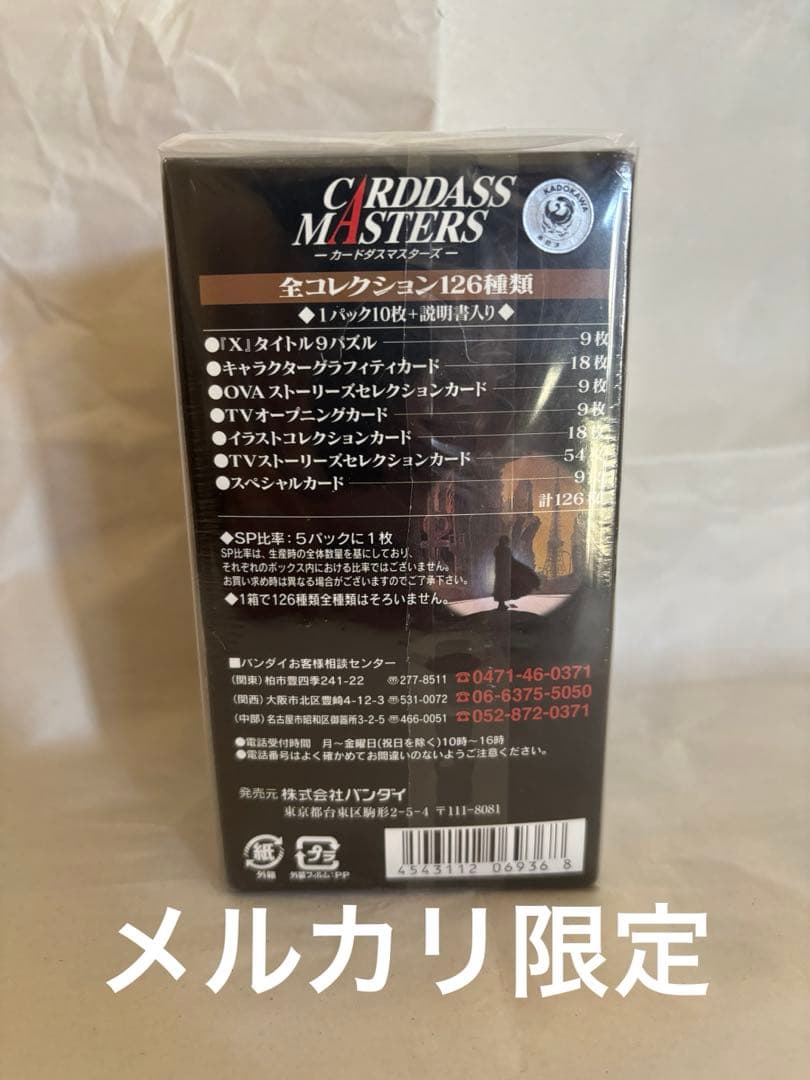 CARDDASS
MASTERS
カードダスマスターズ
KADOKAWA
全コレクション126種類
◆1パック10枚+説明書入り◆
●『X』タイトル9パズル 9枚
●キャラクターグラフィティカード 18枚
●OVAストーリーズセレクションカード 9枚
●TVオープニングカード 9枚
●イラストコレクションカード 18枚
●TVストーリーズセレクションカード 54枚
●スペシャルカード 9枚
計126
◆SP比率:5パックに1枚
SP比率は、生産時の全体数量を基にしており、
それぞれのボックス内における比率ではございません。
お買い求め時は異なる場合がございますのでご了承下さい。
◆1箱で126種類全種類はそろいません。
■バンダイお客様相談センター
(関東)柏市豊四季241-22 〠277-8511 ☎0471-46-0371
(関西)大阪市北区豊崎4-12-3 〠531-0072 ☎06-6375-5050
(中部)名古屋市昭和区御器所3-2-5 〠466-0051 ☎052-872-0371
●電話受付時間 月~金曜日(祝日を除く)10時~16時
●電話番号はよく確かめてお間違いのないようご注意ください。
発売元 株式会社バンダイ
東京都台東区駒形2-5-4 〒111-8081
紙 プラ
外箱 外装フィルム:PP
4543112 06936 8
メルカリ限定